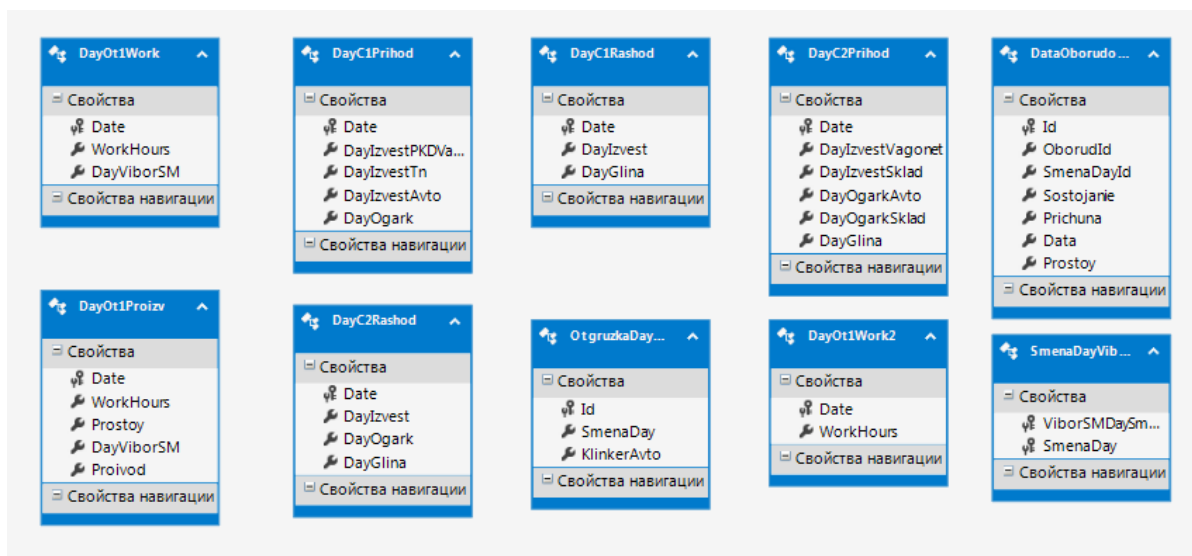 DayOt1Work
Свойства
Date
WorkHours
DayViborSM
Свойства навигации
DayC1Prihod
Свойства
Date
DayIzvestPKDVa...
DayIzvestTn
DayIzvestAvto
DayOgark
Свойства навигации
DayC1Rashod
Свойства
Date
DayIzvest
DayGlina
Свойства навигации
DayC2Prihod
Свойства
Date
DayIzvestVagonet
DayIzvestSklad
DayOgarkAvto
DayOgarkSklad
DayGlina
Свойства навигации
DataOborudo...
Свойства
Id
OborudId
SmenaDayId
Sostojanie
Prichuna
Data
Prostoy
Свойства навигации
DayOt1Proizv
Свойства
Date
WorkHours
Prostoy
DayViborSM
Proivod
Свойства навигации
DayC2Rashod
Свойства
Date
DayIzvest
DayOgark
DayGlina
Свойства навигации
OtgruzkaDay...
Свойства
Id
SmenaDay
KlinkerAvto
Свойства навигации
DayOt1Work2
Свойства
Date
WorkHours
Свойства навигации
SmenaDayVib...
Свойства
ViborSMDaySm...
SmenaDay
Свойства навигации